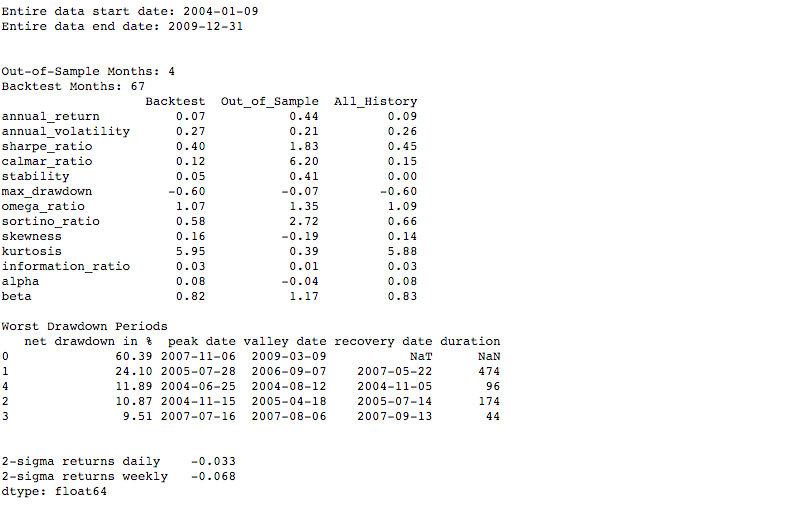 Entire data start date: 2004-01-09
Entire data end date: 2009-12-31
Out-of-Sample Months: 4
Backtest Months: 67
Backtest Out_of_Sample All_History
annual_return 0.07 0.44 0.09
annual_volatility 0.27 0.21 0.26
sharpe_ratio 0.40 1.83 0.45
calmar_ratio 0.12 6.20 0.15
stability 0.05 0.41 0.00
max_drawdown -0.60 -0.07 -0.60
omega_ratio 1.07 1.35 1.09
sortino_ratio 0.58 2.72 0.66
skewness 0.16 -0.19 0.14
kurtosis 5.95 0.39 5.88
information_ratio 0.03 0.01 0.03
alpha 0.08 -0.04 0.08
beta 0.82 1.17 0.83
Worst Drawdown Periods
net drawdown in % peak date valley date recovery date duration
0 60.39 2007-11-06 2009-03-09 NaT NaN
1 24.10 2005-07-28 2006-09-07 2007-05-22 474
4 11.89 2004-06-25 2004-08-12 2004-11-05 96
2 10.87 2004-11-15 2005-04-18 2005-07-14 174
3 9.51 2007-07-16 2007-08-06 2007-09-13 44
2-sigma returns daily -0.033
2-sigma returns weekly -0.068
dtype: float64